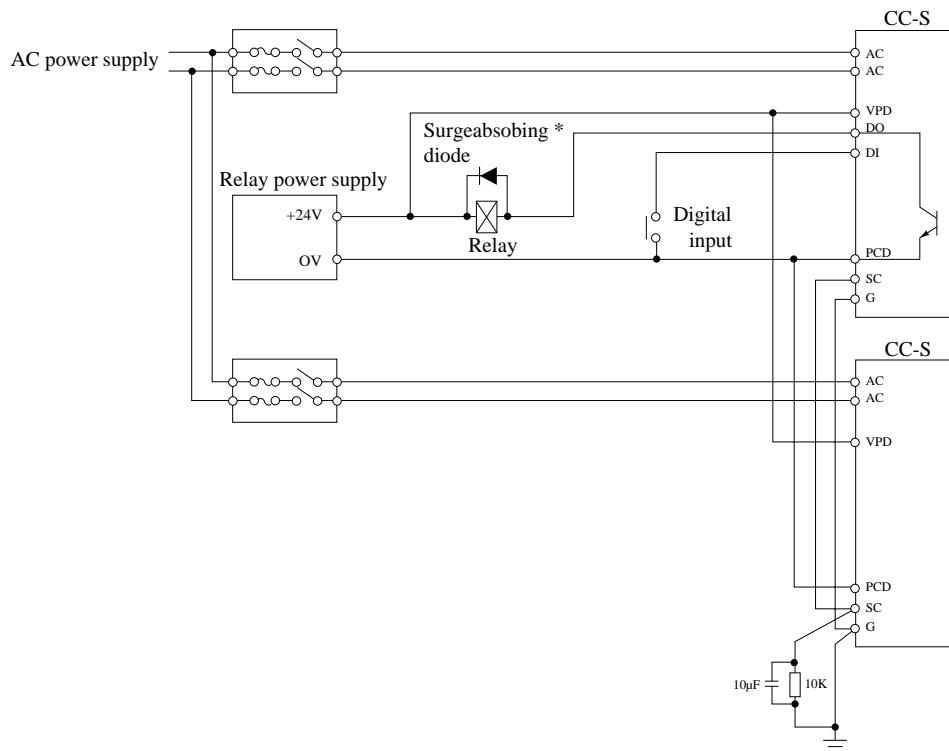 CC-S
AC power supply
AC
AC
VPD
DO
DI
Surgeabsobing *
diode
Relay power supply
+24V
Digital
input
Relay
OV
PCD
SC
G
CC-S
AC
AC
VPD
PCD
SC
G
10μF
10K